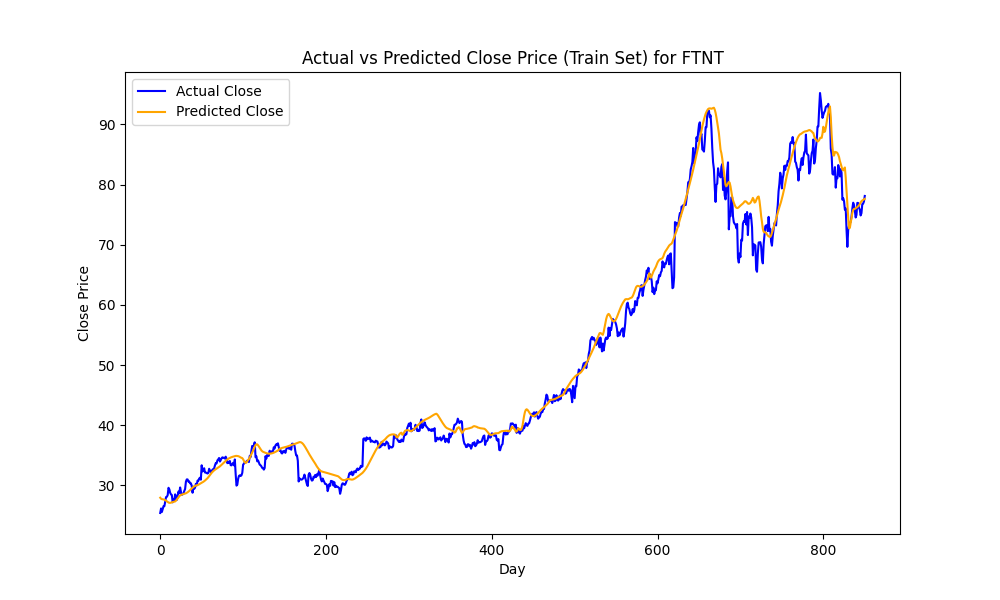 Actual vs Predicted Close Price (Train Set) for FTNT
Actual Close
Predicted Close
90
80
70
60
50
40
30
Close Price
0 200 400 600 800
Day